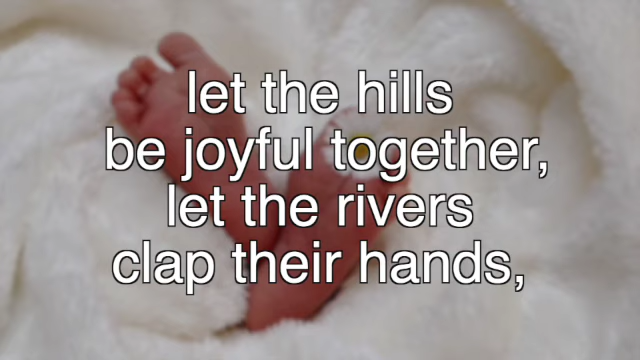 let the hills
be joyful together,
let the rivers
clap their hands,